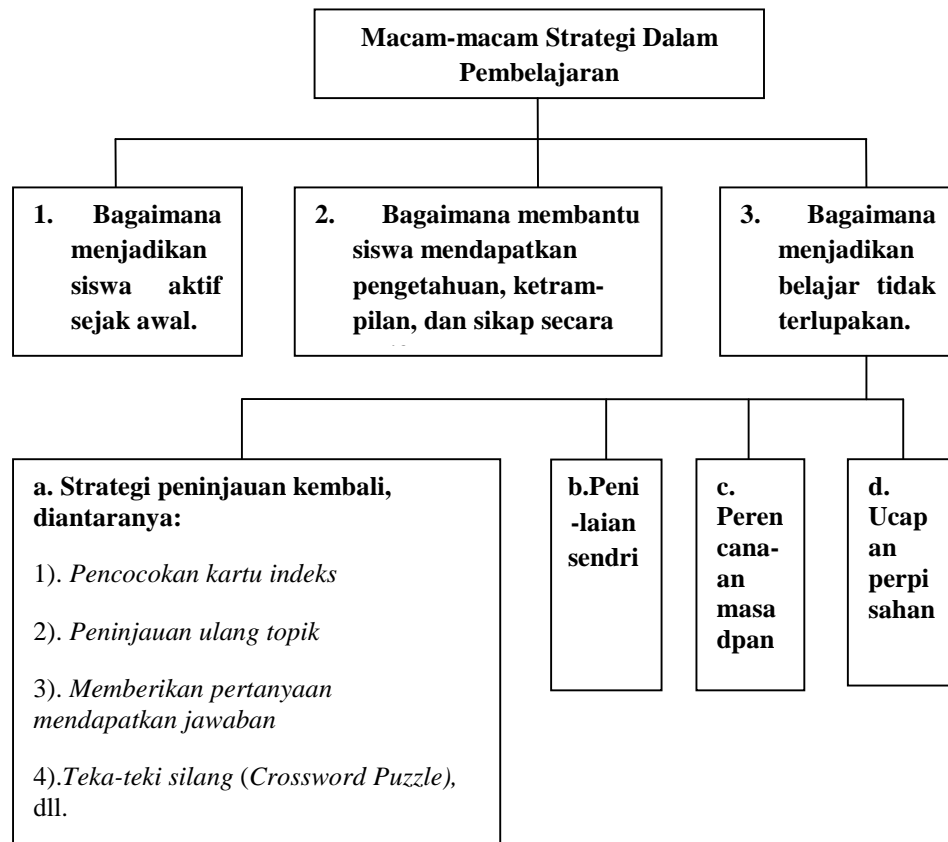 Macam-macam Strategi Dalam
Pembelajaran
1. Bagaimana
menjadikan
siswa aktif
sejak awal.
2. Bagaimana membantu
siswa mendapatkan
pengetahuan, ketram-
pilan, dan sikap secara
3. Bagaimana
menjadikan
belajar tidak
terlupakan.
a. Strategi peninjauan kembali,
diantaranya:
1). Pencocokan kartu indeks
2). Peninjauan ulang topik
3). Memberikan pertanyaan
mendapatkan jawaban
4).Teka-teki silang (Crossword Puzzle),
dll.
b.Peni
-laian
sendri
c.
Peren
cana-
an
masa
dpan
d.
Ucap
an
perpi
sahan